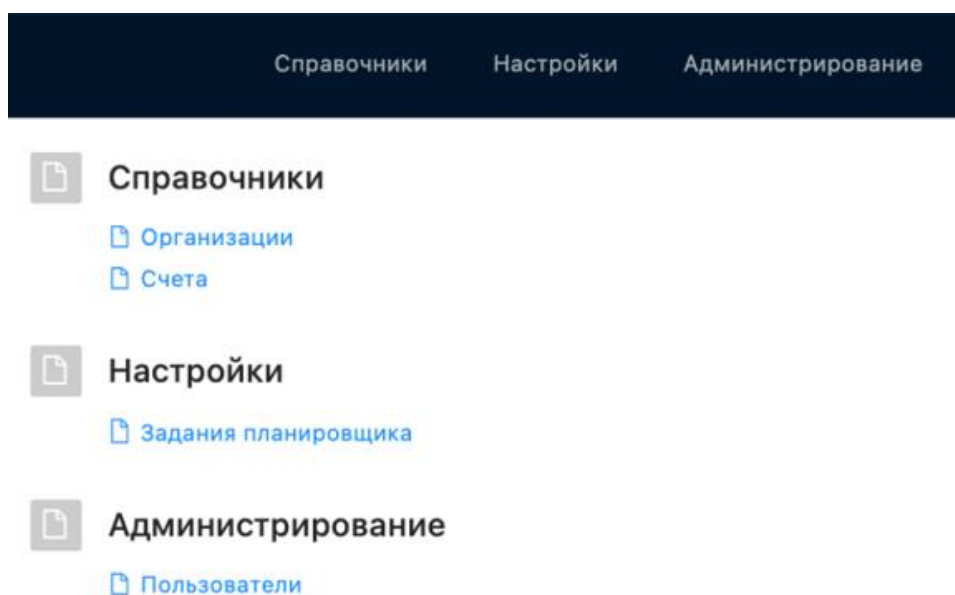 Справочники Настройки Администрирование
Справочники
Организации
Счета
Настройки
Задания планировщика
Администрирование
Пользователи